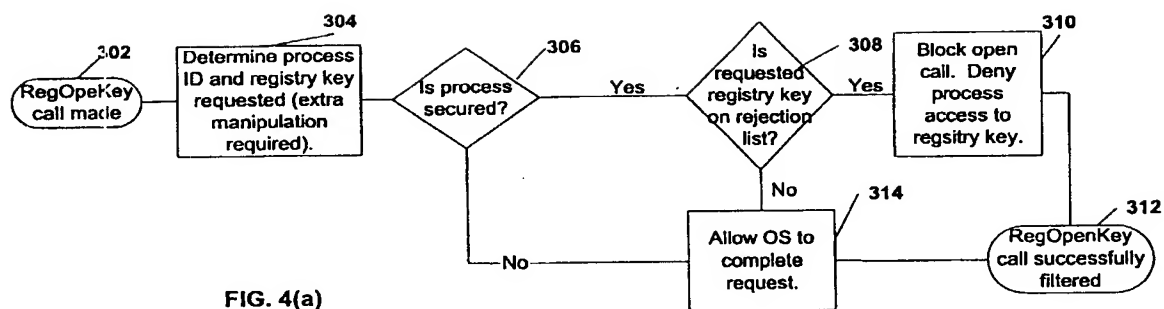 302
RegOpeKey
call made
304
Determine process
ID and registry key
requested (extra
manipulation
required).
306
Is process
secured?
Yes
No
308
Is
requested
registry key
on rejection
list?
Yes
No
310
Block open
call. Deny
process
access to
regsitry key.
314
Allow OS to
complete
request.
312
RegOpenKey
call successfully
filtered
FIG. 4(a)